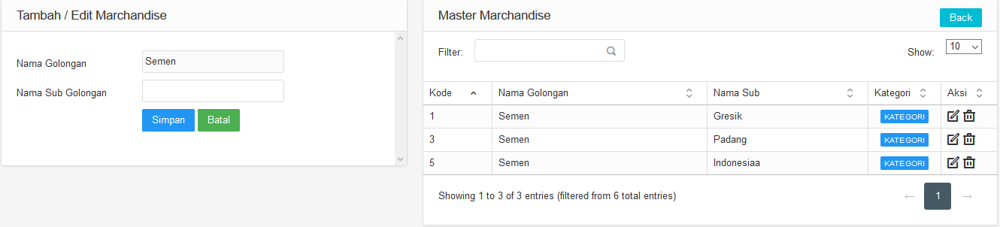 Tambah / Edit Marchandise
Nama Golongan
Semen
Nama Sub Golongan
Simpan
Batal
Master Marchandise
Back
Filter:
Show:
10
Kode
Nama Golongan
Nama Sub
Kategori
Aksi
1
Semen
Gresik
KATEGORI
3
Semen
Padang
KATEGORI
5
Semen
Indonesiaa
KATEGORI
Showing 1 to 3 of 3 entries (filtered from 6 total entries)
← 1 →